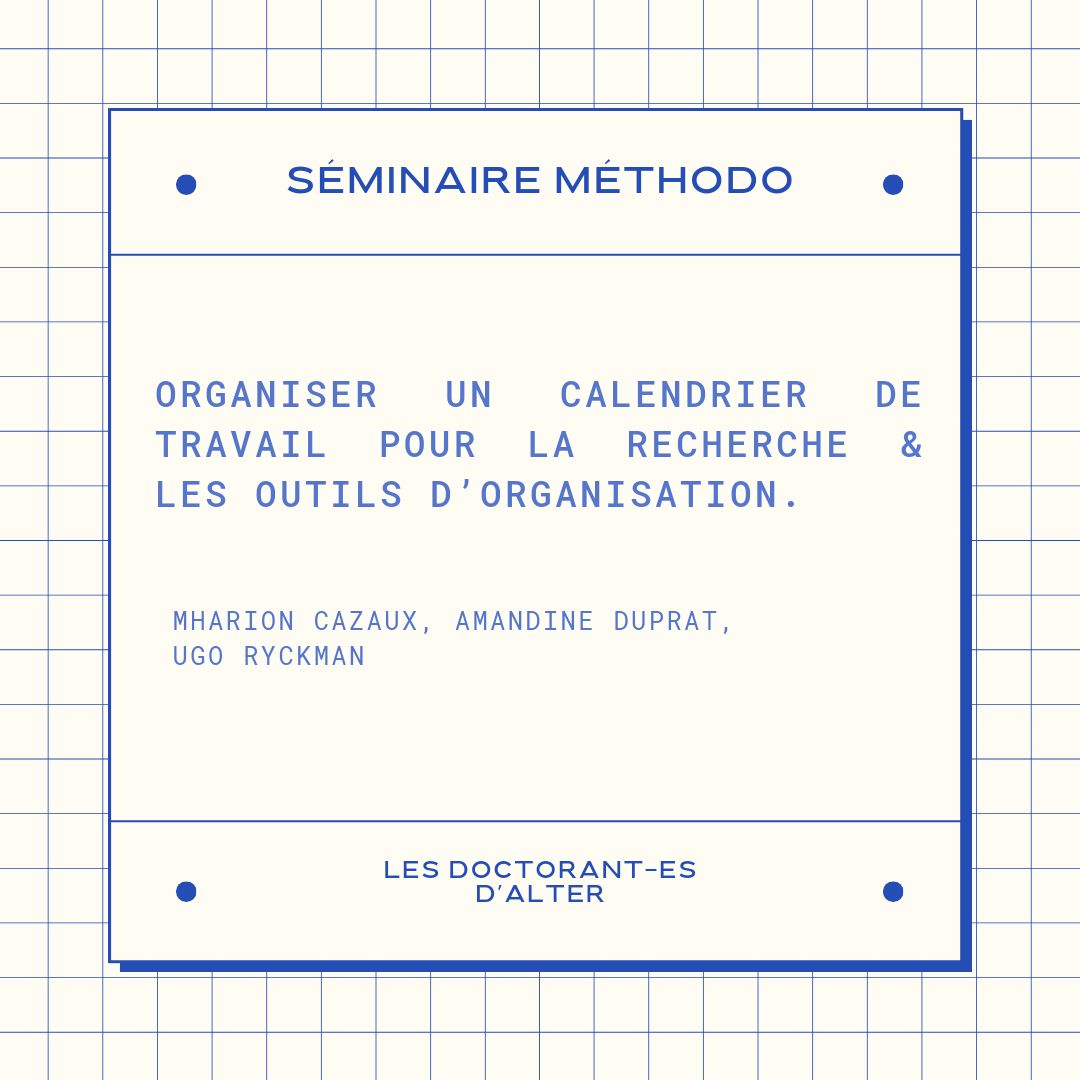 SÉMINAIRE MÉTHODO
ORGANISER UN CALENDRIER DE
TRAVAIL POUR LA RECHERCHE &
LES OUTILS D’ORGANISATION.
MHARION CAZAUX, AMANDINE DUPRAT,
UGO RYCKMAN
LES DOCTORANT-ES
D’ALTER